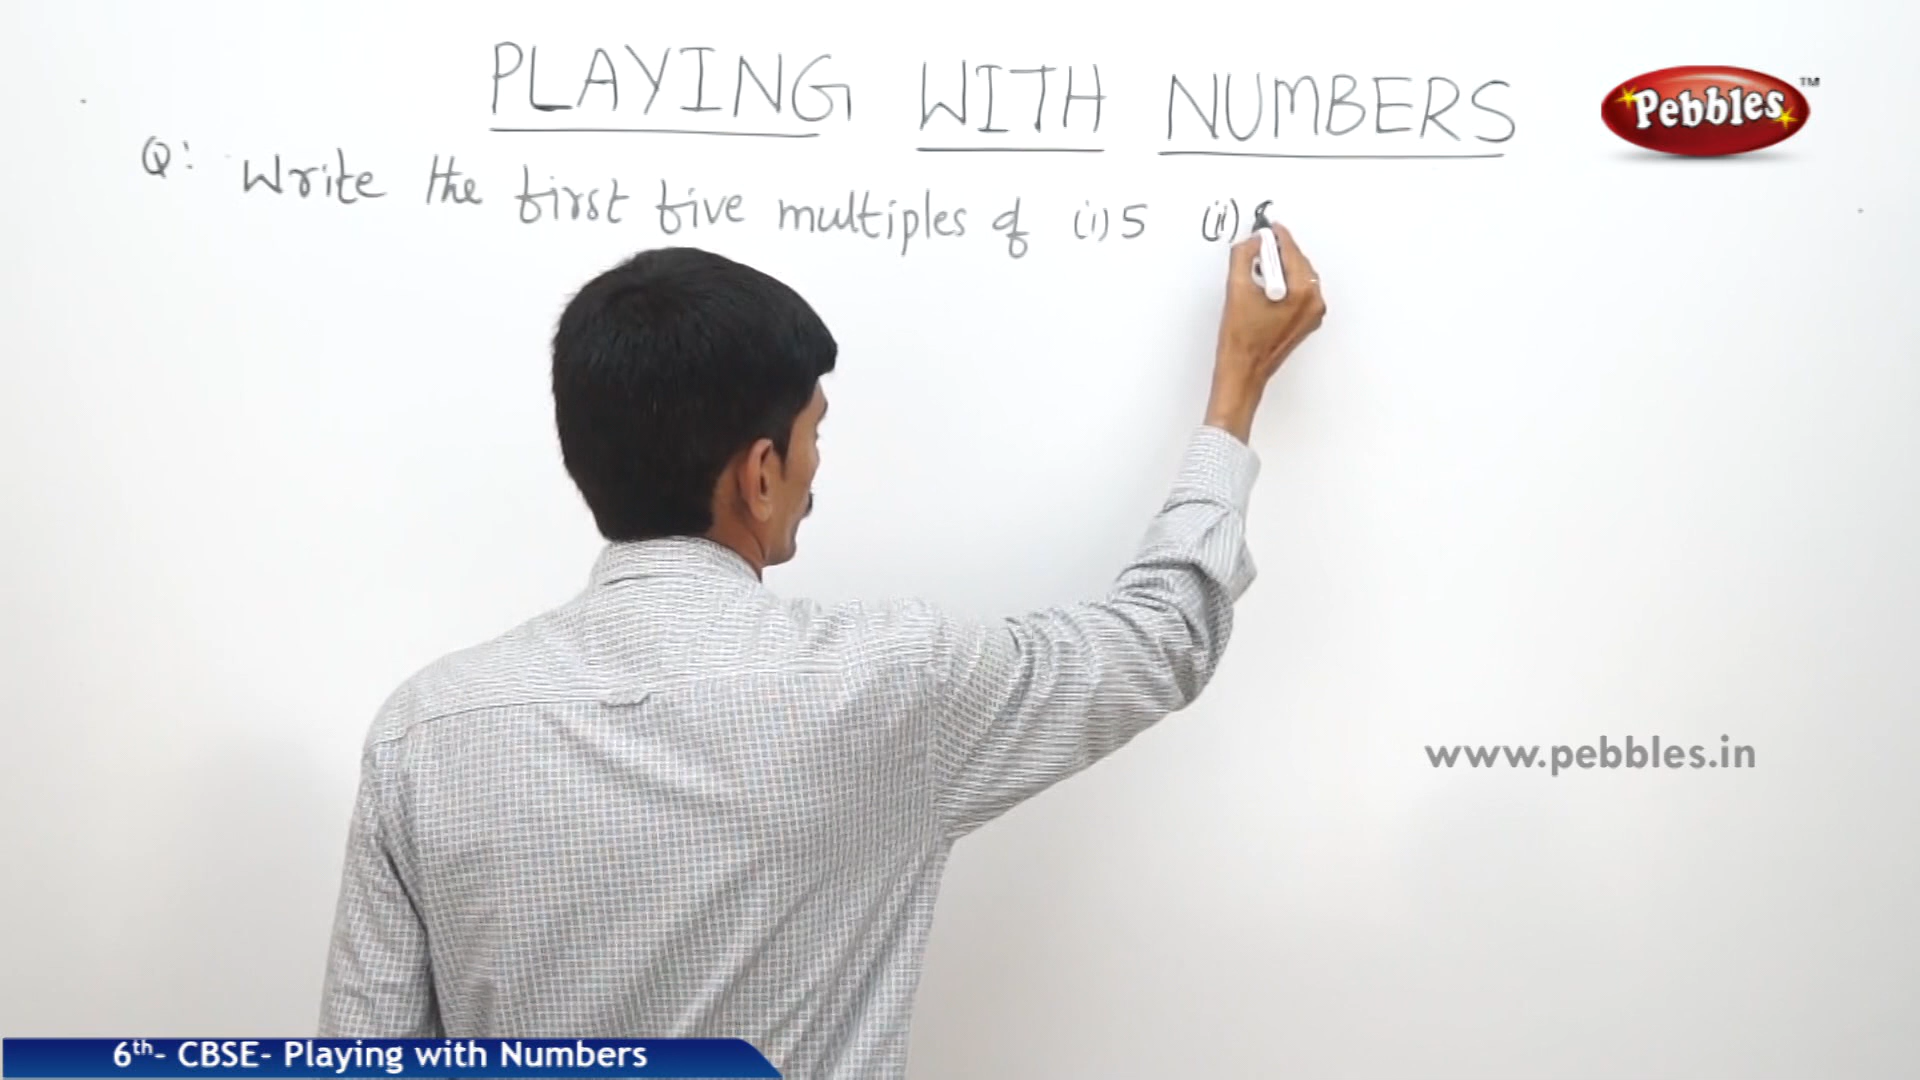 PLAYING WITH NUMBERS
Pebbles™
Q: Write the first five multiples of (i) 5 (ii)
www.pebbles.in
6th- CBSE- Playing with Numbers